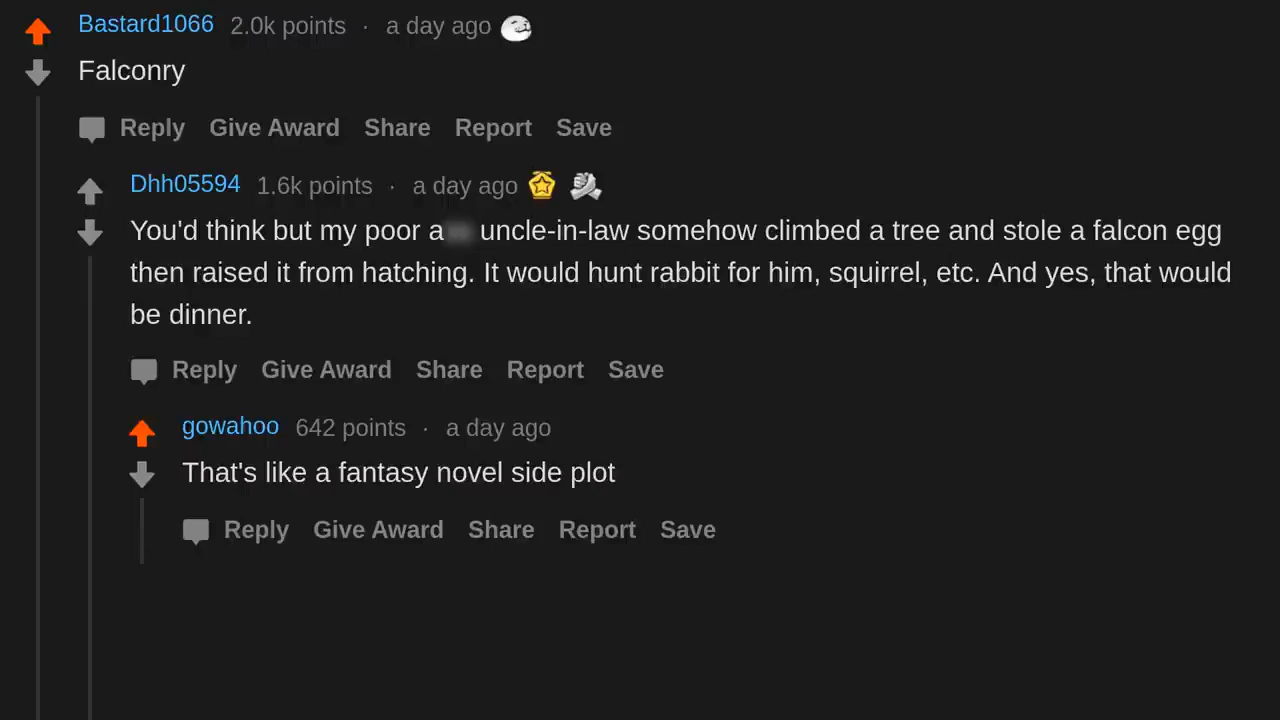 Bastard1066 2.0k points · a day ago
Falconry
Reply Give Award Share Report Save
Dhh05594 1.6k points · a day ago
You'd think but my poor a uncle-in-law somehow climbed a tree and stole a falcon egg
then raised it from hatching. It would hunt rabbit for him, squirrel, etc. And yes, that would
be dinner.
Reply Give Award Share Report Save
gowahoo 642 points · a day ago
That's like a fantasy novel side plot
Reply Give Award Share Report Save